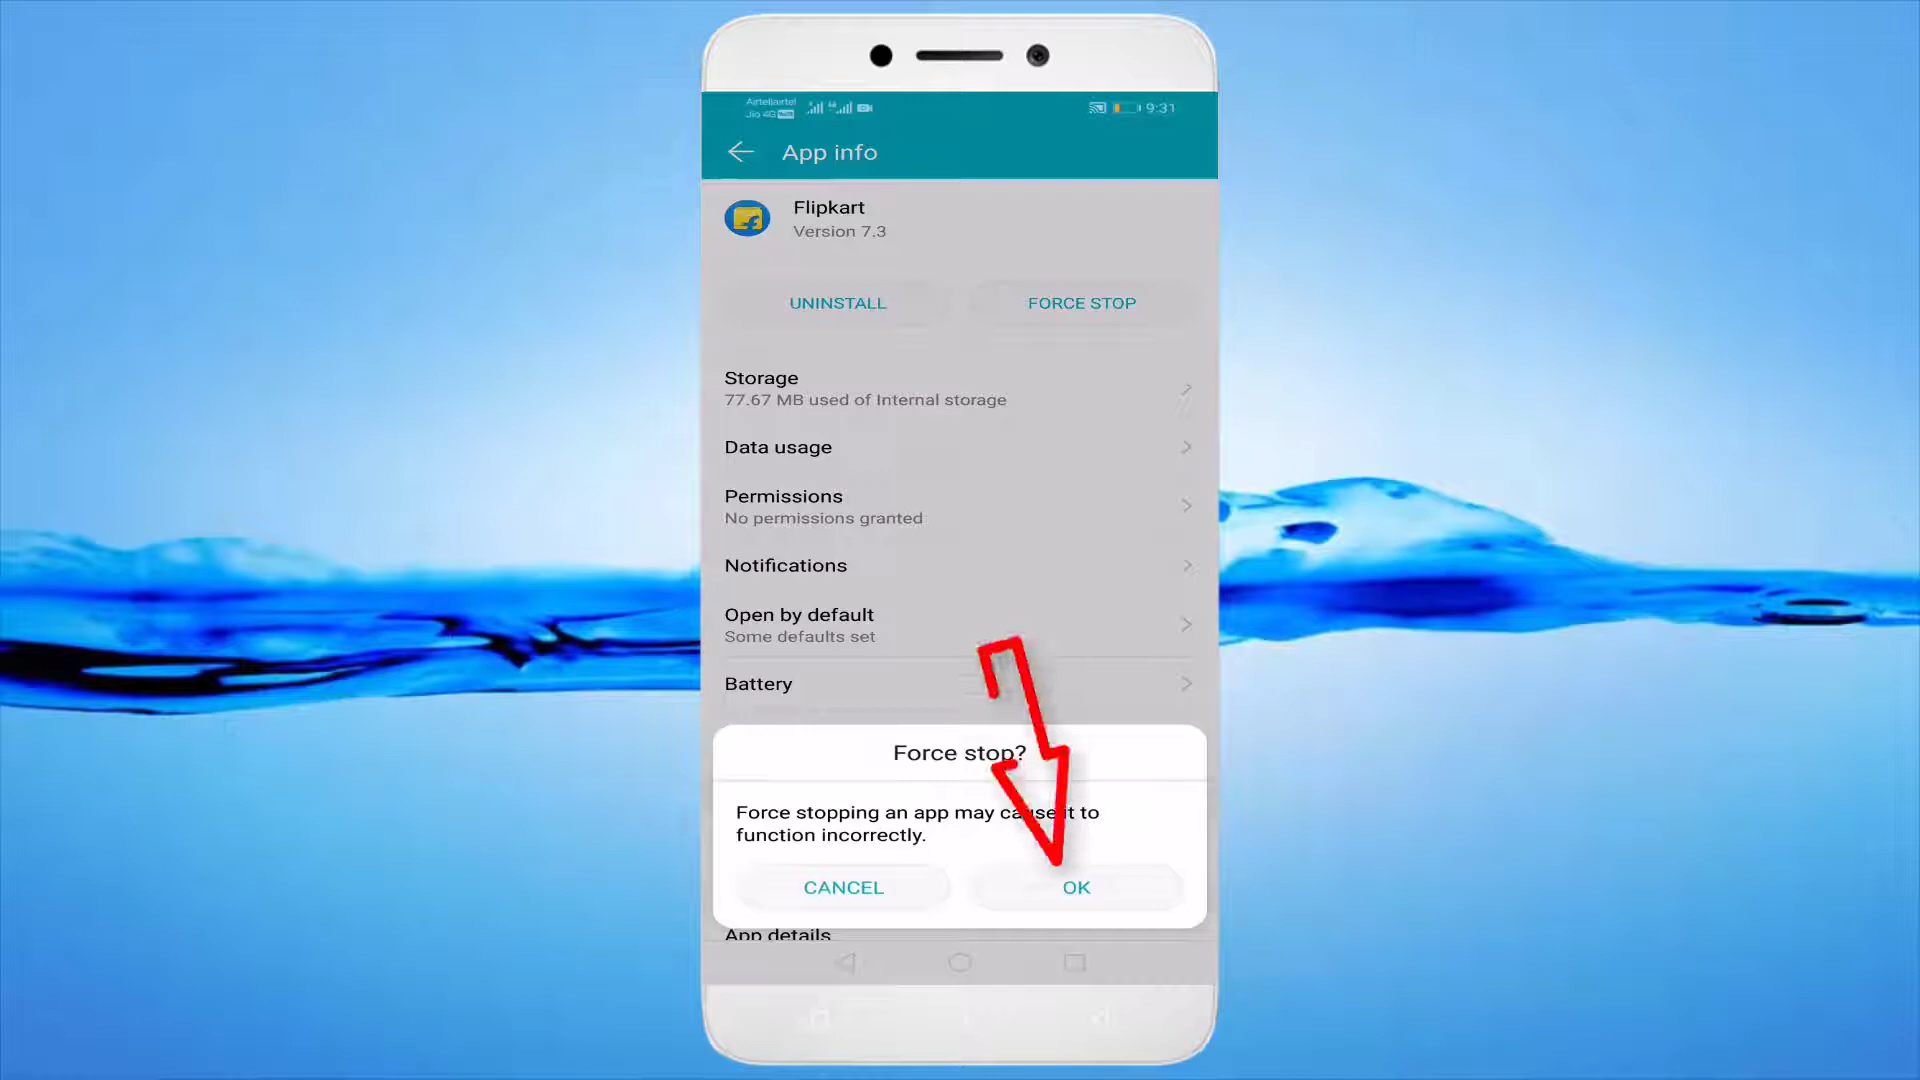 Airtellairtel
Jio 4G
9:31
App info
Flipkart
Version 7.3
UNINSTALL
FORCE STOP
Storage
77.67 MB used of Internal storage
Data usage
Permissions
No permissions granted
Notifications
Open by default
Some defaults set
Battery
Force stop?
Force stopping an app may cause it to
function incorrectly.
CANCEL
OK
App details